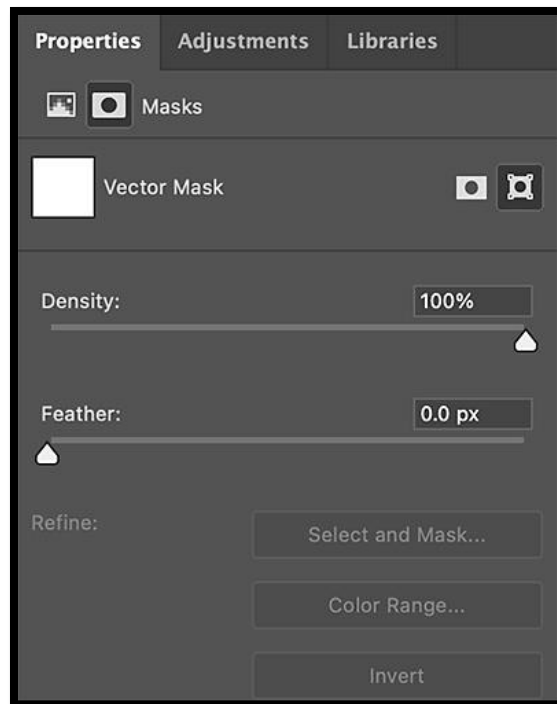 Properties Adjustments Libraries
Masks
Vector Mask
Density: 100%
Feather: 0.0 px
Refine: Select and Mask...
Color Range...
Invert